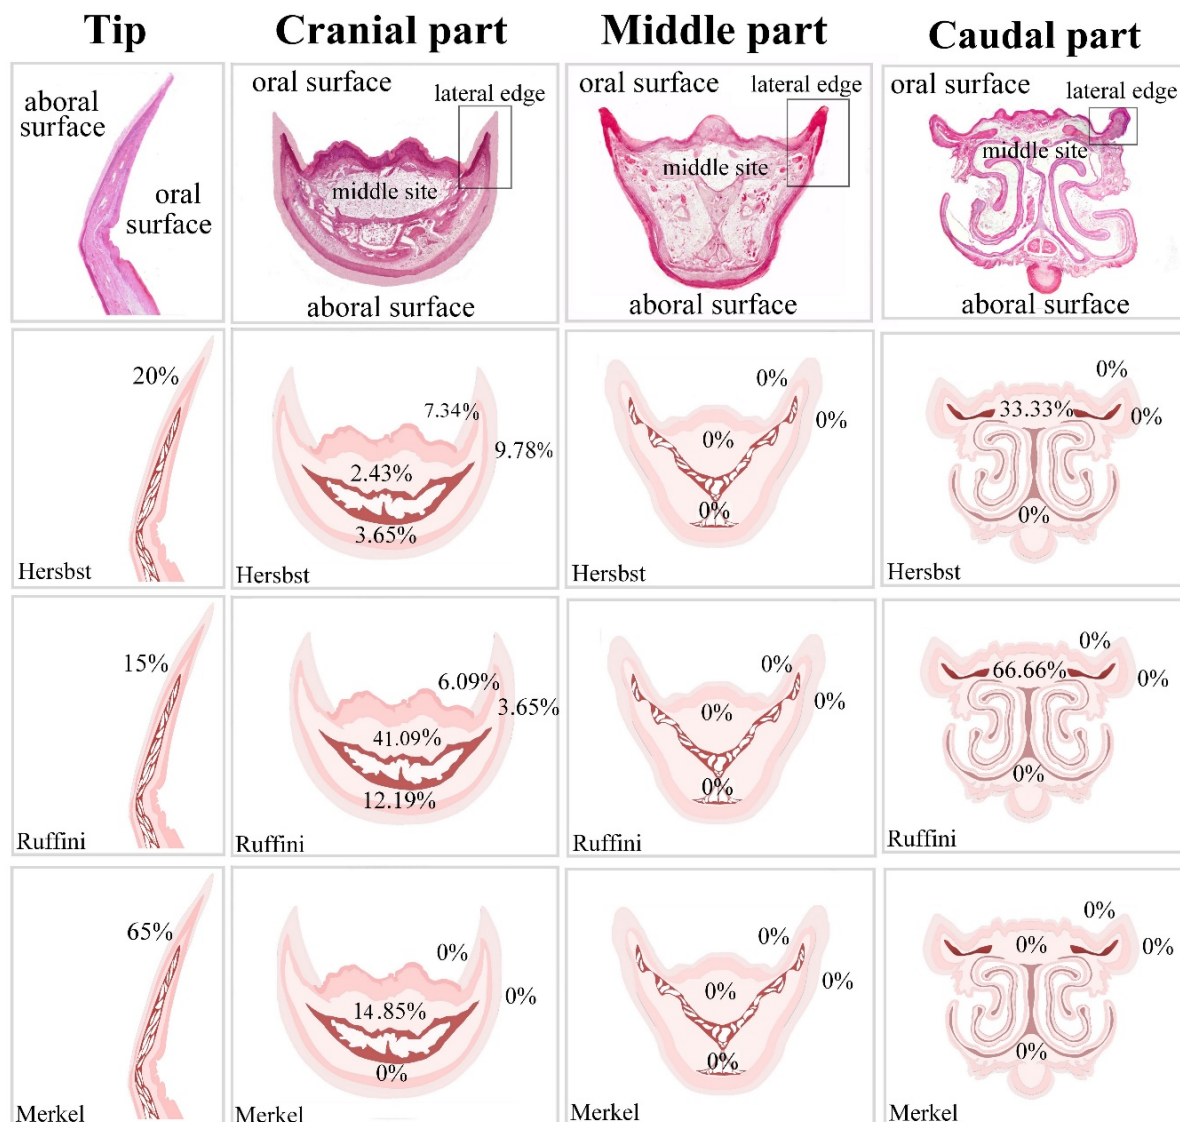 Tip
Cranial part
Middle part
Caudal part
aboral
surface
oral
surface
oral surface
lateral edge
middle site
aboral surface
oral surface
lateral edge
middle site
aboral surface
oral surface
lateral edge
middle site
aboral surface
20%
Hersbst
7.34%
9.78%
2.43%
3.65%
Hersbst
0%
0%
0%
0%
Hersbst
0%
33.33%
0%
0%
Hersbst
15%
Ruffini
6.09%
3.65%
41.09%
12.19%
Ruffini
0%
0%
0%
0%
Ruffini
0%
66.66%
0%
0%
Ruffini
65%
Merkel
0%
0%
14.85%
0%
Merkel
0%
0%
0%
0%
Merkel
0%
0%
0%
0%
Merkel